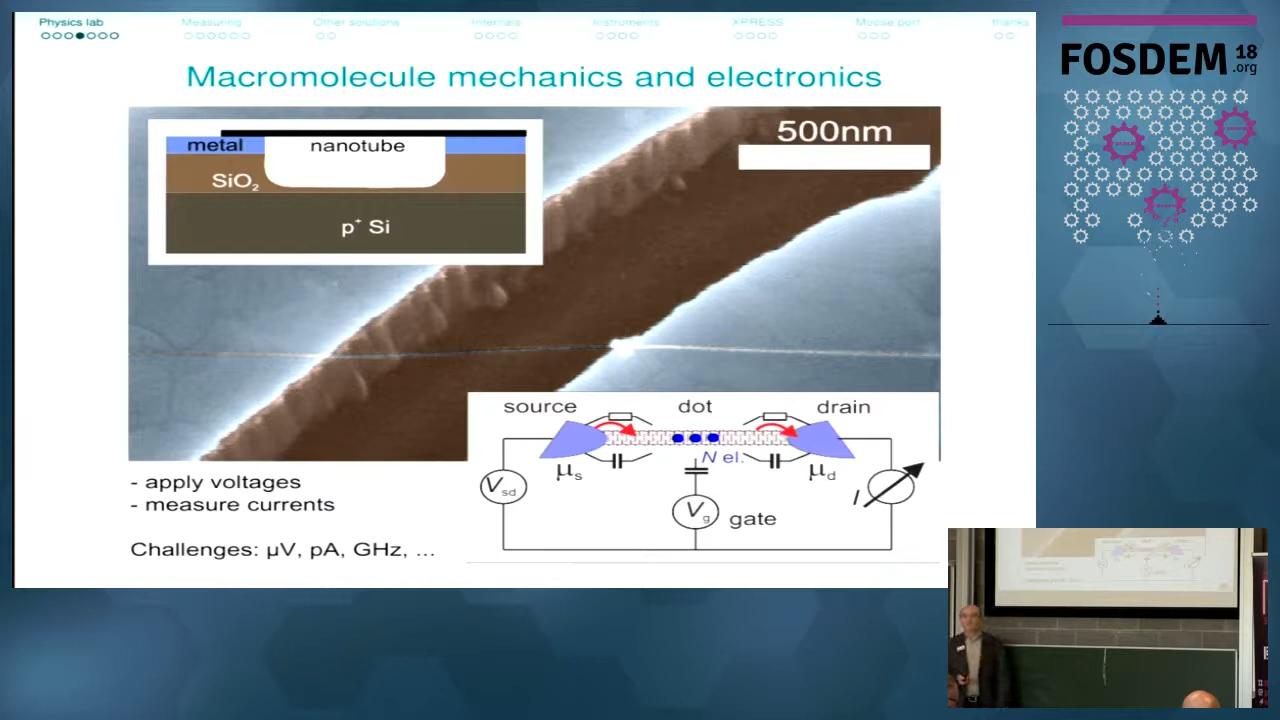 Physics lab
Measuring
Other solutions
Internals
Instruments
XPRESS
Moose port
thanks
Macromolecule mechanics and electronics
metal
nanotube
SiO₂
p⁺ Si
500nm
source
dot
drain
N el.
μs
μd
Vsd
Vg
gate
I
- apply voltages
- measure currents
Challenges: μV, pA, GHz, ...
FOSDEM 18
.org